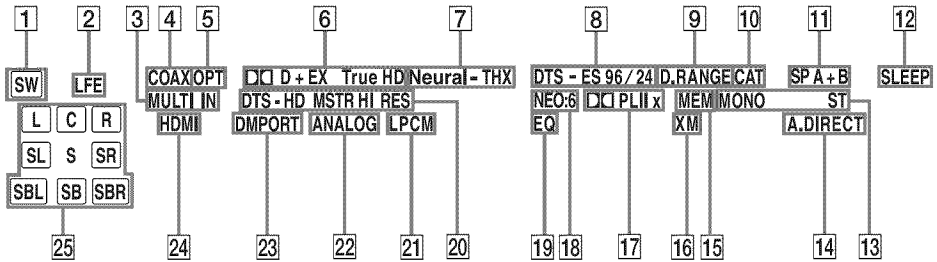 1 2 3 4 5 6 7 8 9 10 11 12
SW LFE COAX OPT D + EX True HD Neural - THX DTS - ES 96 / 24 D.RANGE CAT SP A + B SLEEP
MULTI IN DTS - HD MSTR HI RES NEO:6 PLII x MEM MONO ST
L C R HDMI DMPORT ANALOG LPCM EQ XM A.DIRECT
SL S SR
SBL SB SBR
25 24 23 22 21 20 19 18 17 16 15 14 13